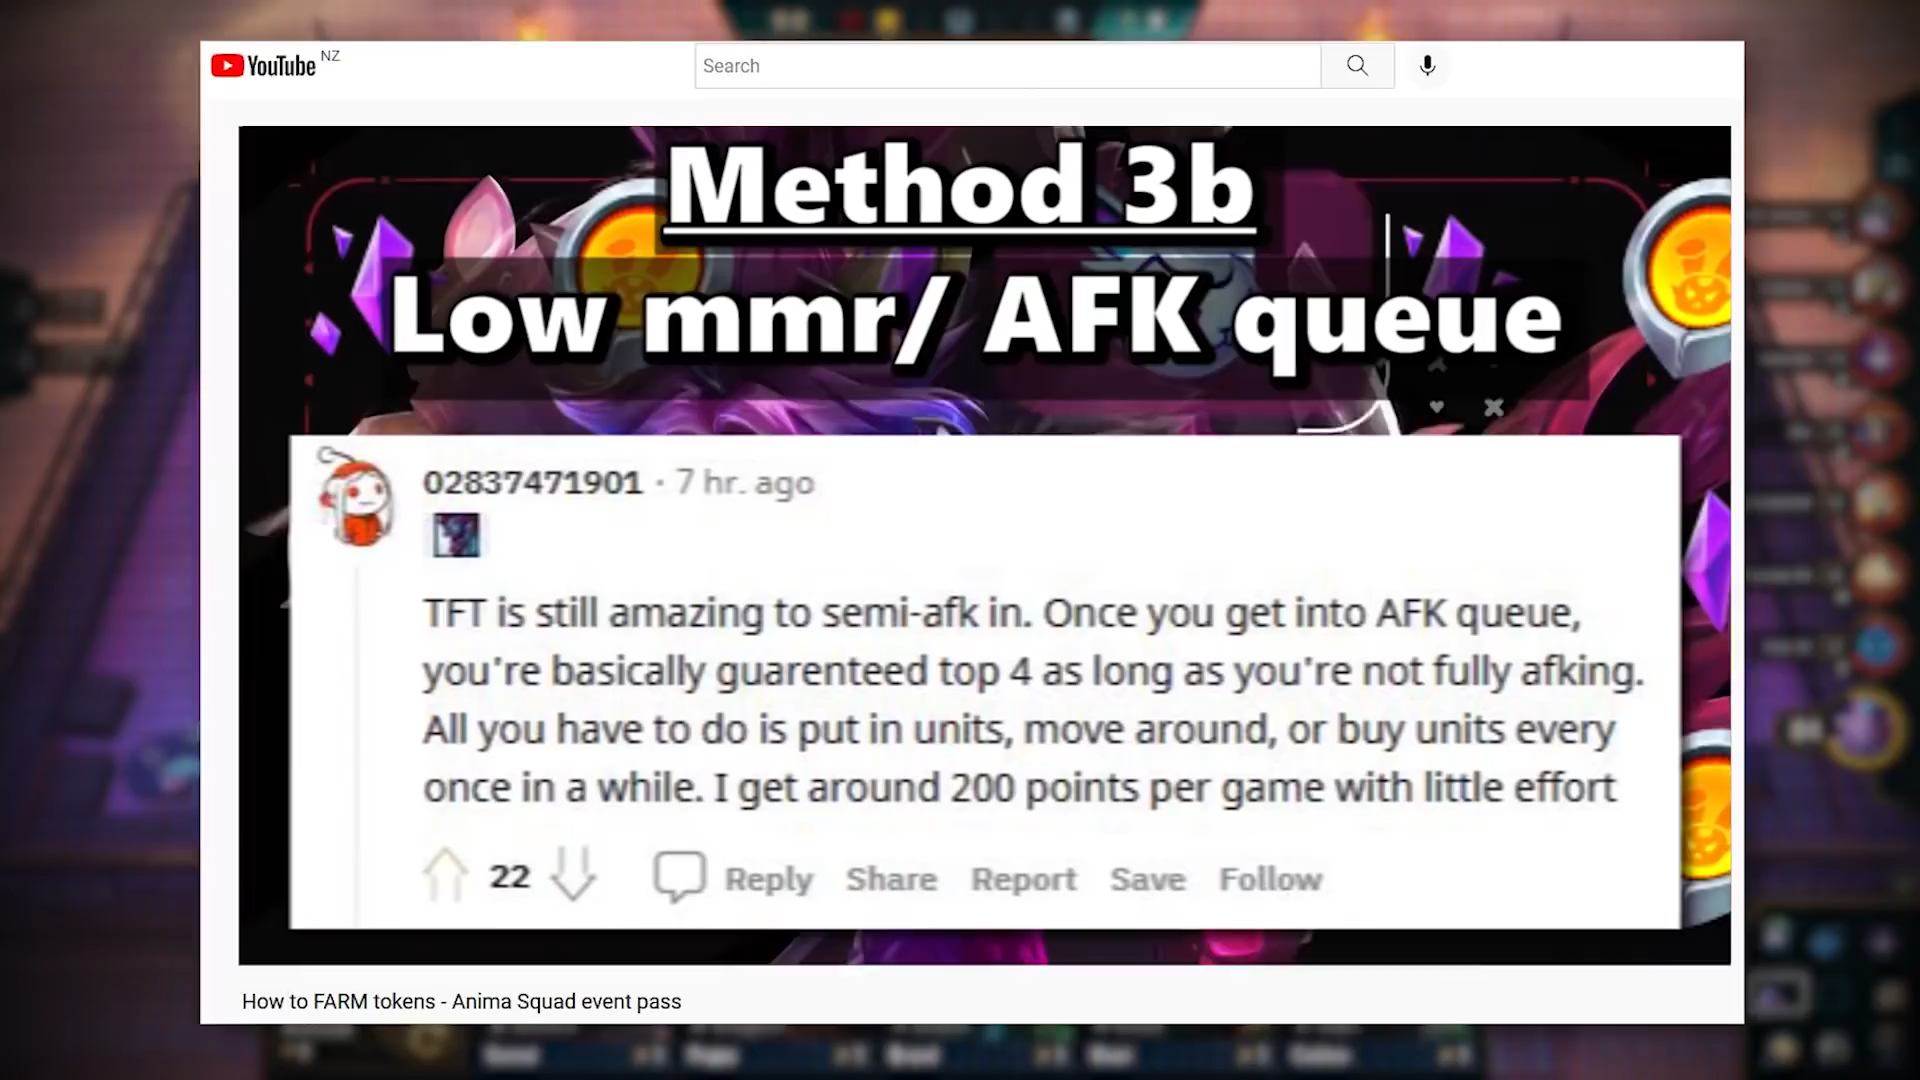 YouTube NZ
Search
Method 3b
Low mmr/ AFK queue
02837471901 · 7 hr. ago
TFT is still amazing to semi-afk in. Once you get into AFK queue,
you're basically guarenteed top 4 as long as you're not fully afking.
All you have to do is put in units, move around, or buy units every
once in a while. I get around 200 points per game with little effort
22 Reply Share Report Save Follow
How to FARM tokens - Anima Squad event pass